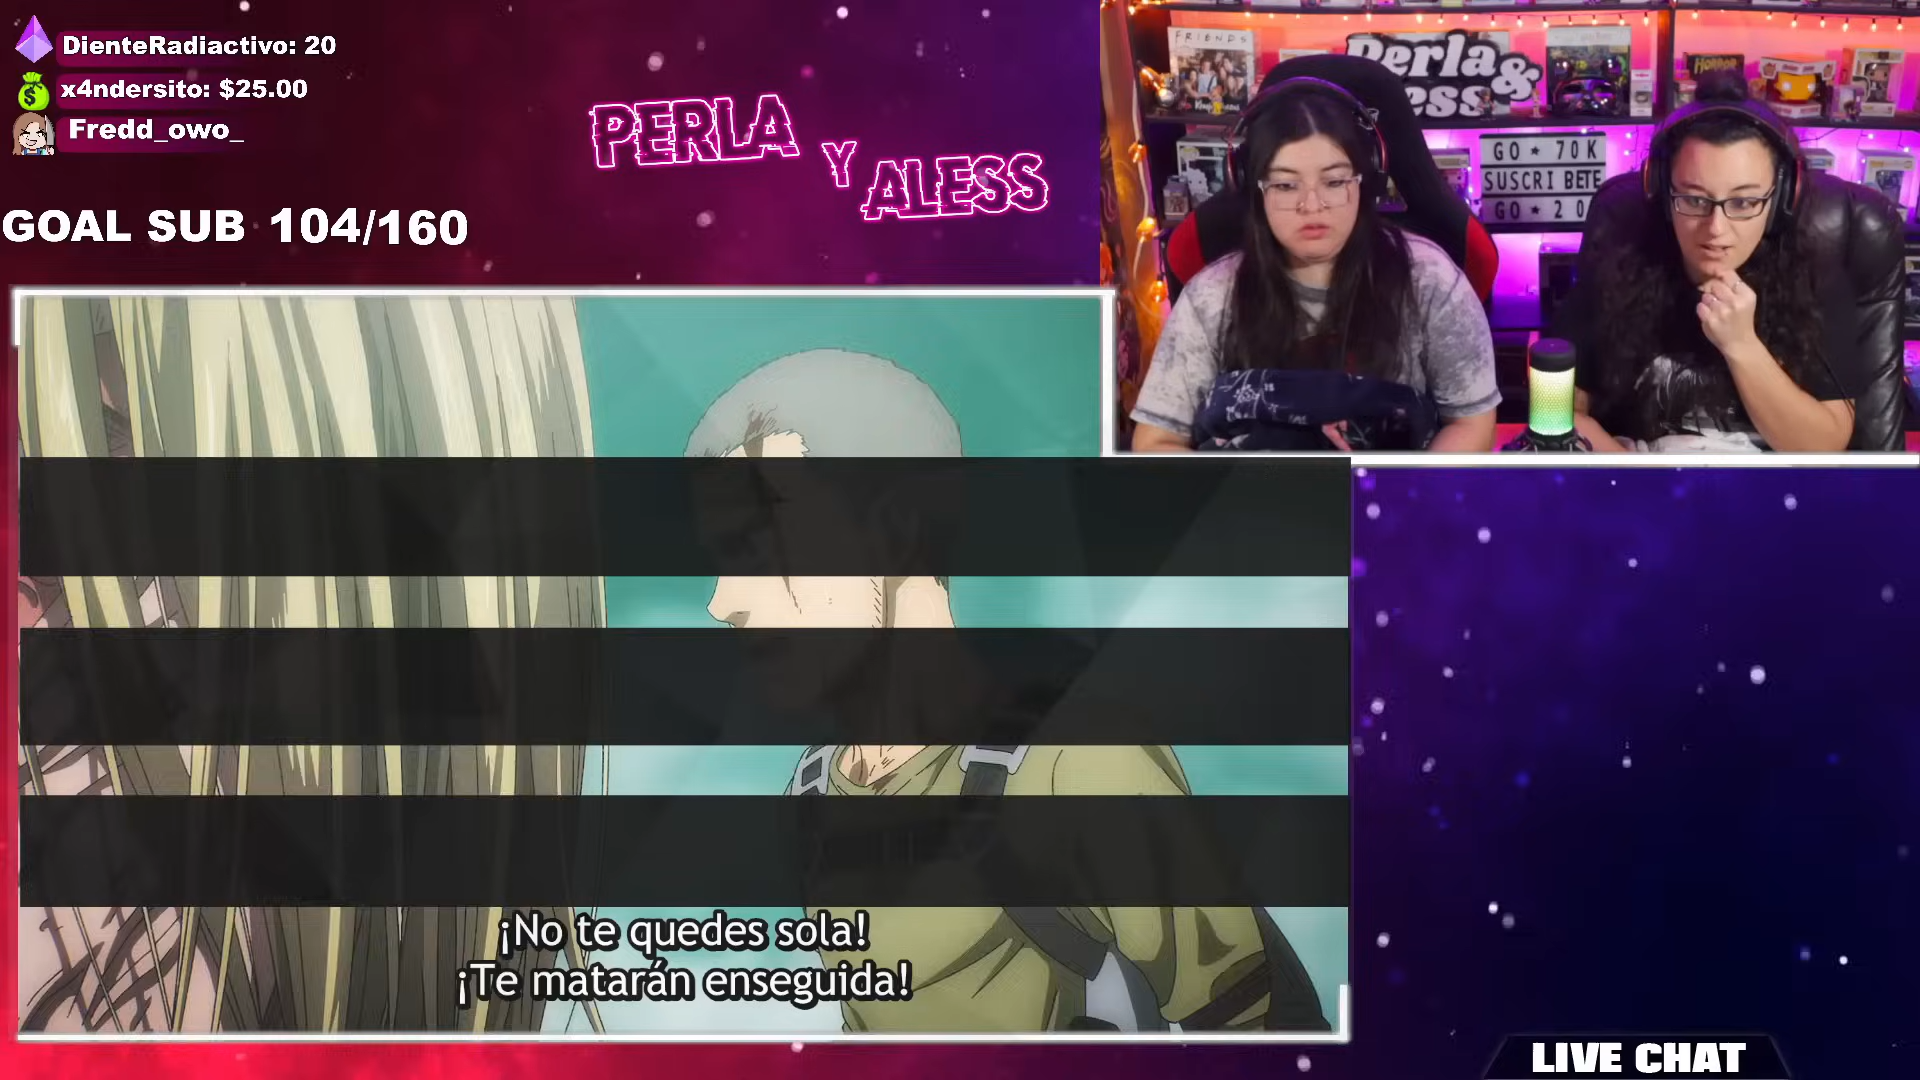 DienteRadiactivo: 20
x4ndersito: $25.00
Fredd_owo_
GOAL SUB 104/160
PERLA
Y
ALESS
FRIENDS
Perla &
ess
HORROR
GO ★ 70K
SUSCRIBETE
GO ★ 20
¡No te quedes sola!
¡Te matarán enseguida!
LIVE CHAT